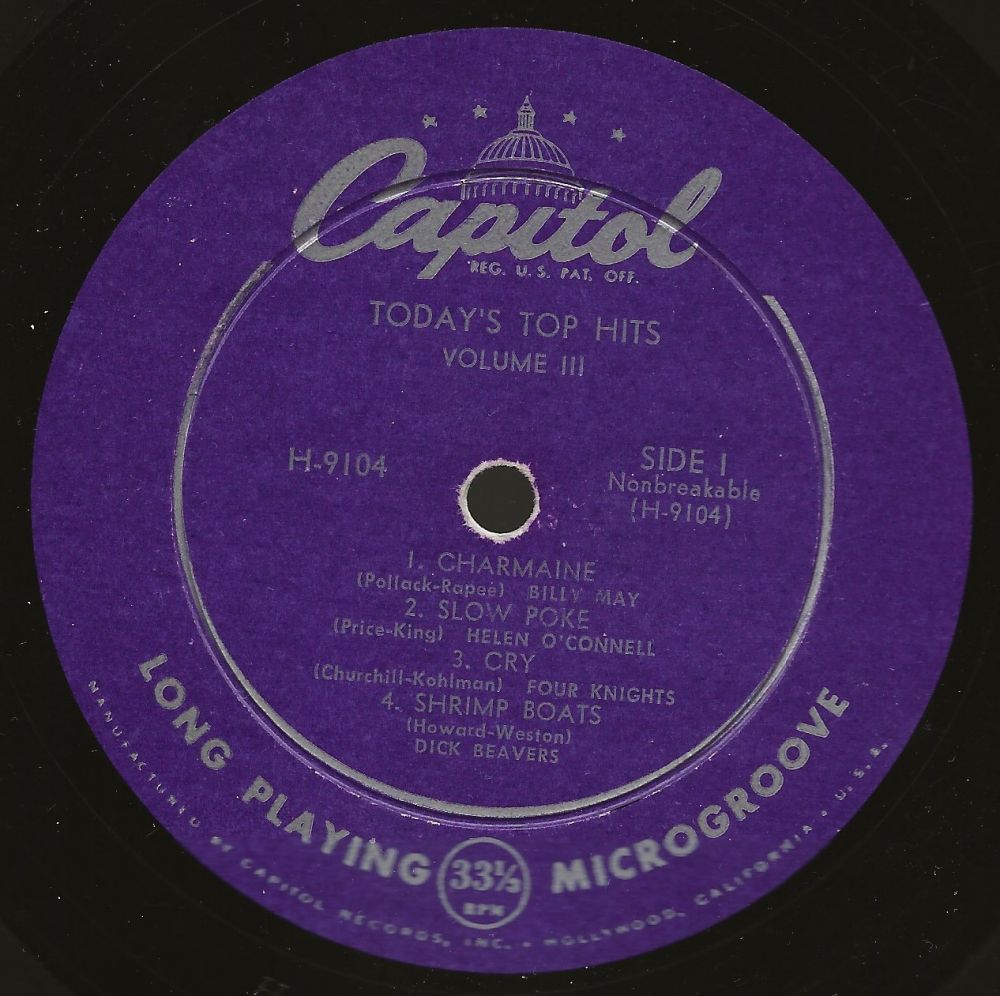 Capitol
REG. U.S. PAT. OFF.
TODAY'S TOP HITS
VOLUME III
H-9104
SIDE 1
Nonbreakable
(H-9104)
1. CHARMAINE
(Pollack-Rapee) BILLY MAY
2. SLOW POKE
(Price-King) HELEN O'CONNELL
3. CRY
(Churchill-Kohlman) FOUR KNIGHTS
4. SHRIMP BOATS
(Howard-Weston)
DICK BEAVERS
LONG PLAYING 33⅓ RPM MICROGROOVE
MANUFACTURED BY CAPITOL RECORDS, INC. • HOLLYWOOD, CALIFORNIA • U.S.A.